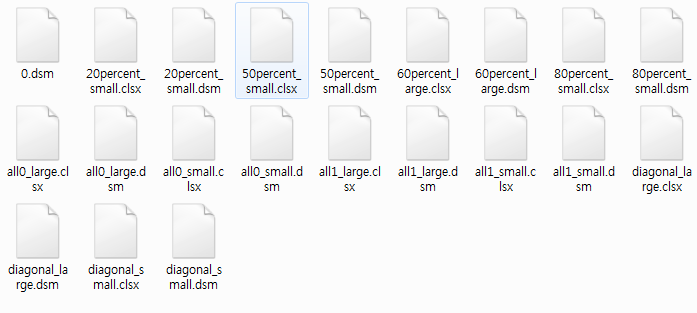 0.dsm
20percent_
small.clsx
20percent_
small.dsm
50percent_
small.clsx
50percent_
small.dsm
60percent_l
arge.clsx
60percent_l
arge.dsm
80percent_
small.clsx
80percent_
small.dsm
all0_large.cl
sx
all0_large.d
sm
all0_small.c
lsx
all0_small.d
sm
all1_large.cl
sx
all1_large.d
sm
all1_small.c
lsx
all1_small.d
sm
diagonal_la
rge.clsx
diagonal_la
rge.dsm
diagonal_s
mall.clsx
diagonal_s
mall.dsm